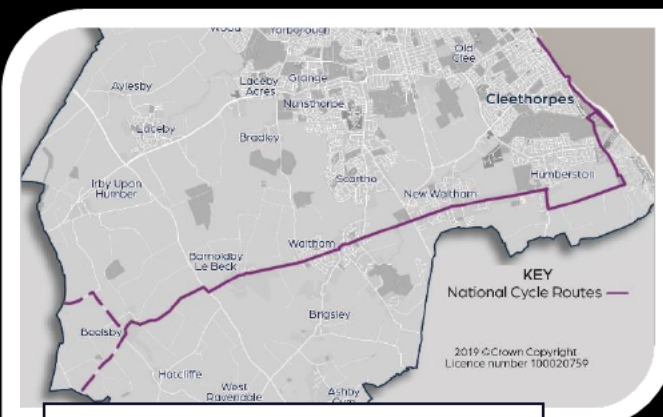 Yarborough
Old
Clee
Aylesby
Laceby
Acres
Grange
Nunsthorpe
Cleethorpes
Laceby
Bradley
Irby Upon
Humber
Scartho
New Waltham
Humberston
Waltham
Barnoldby
Le Beck
KEY
National Cycle Routes
Brigsley
Beelsby
2019 ©Crown Copyright
Licence number 100020759
Hatcliffe
West
Ravendale
Ashby